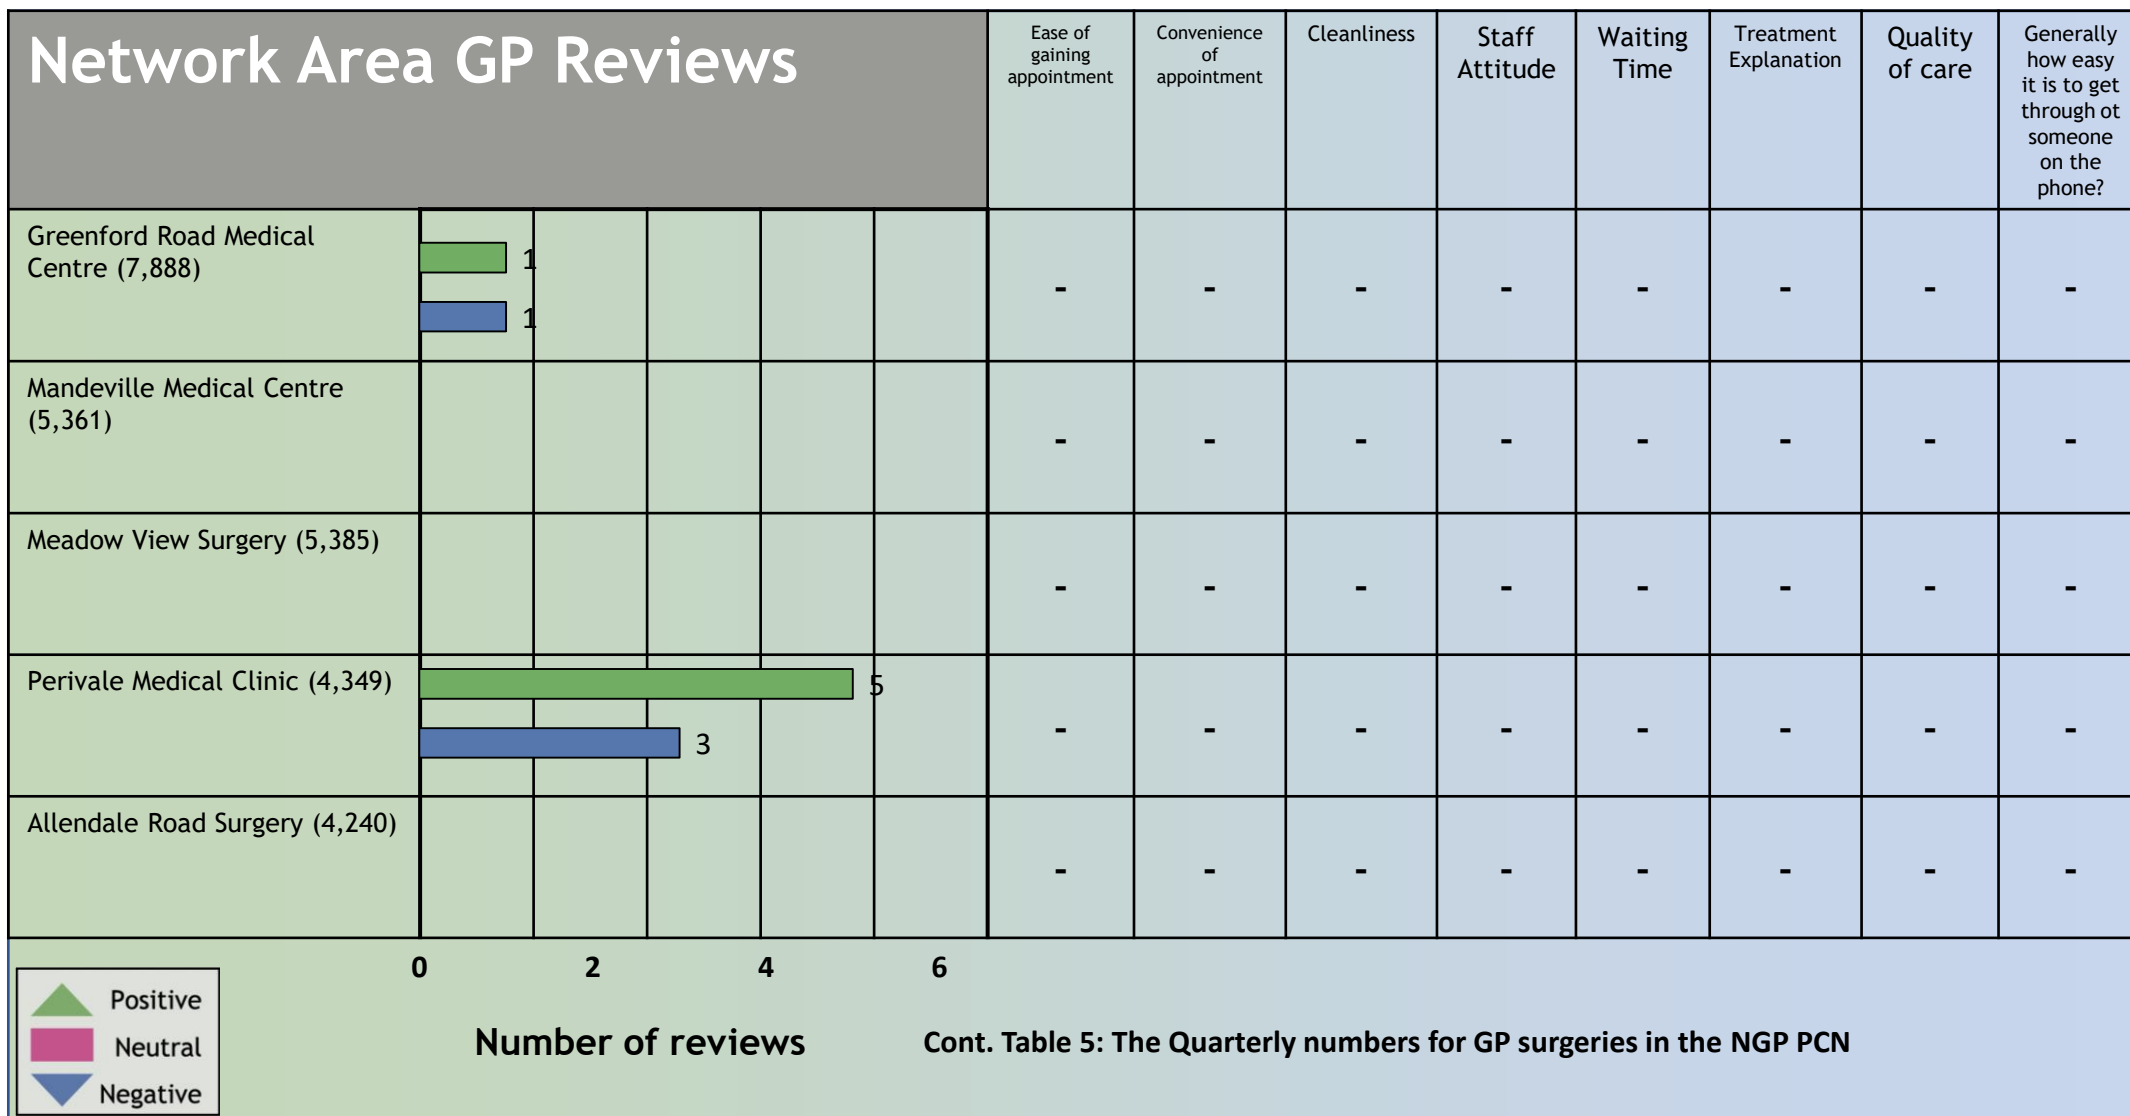 Network Area GP Reviews
Ease of
gaining
appointment
Convenience
of
appointment
Cleanliness
Staff
Attitude
Waiting
Time
Treatment
Explanation
Quality
of care
Generally
how easy
it is to get
through ot
someone
on the
phone?
Greenford Road Medical
Centre (7,888)
1
1
- - - - - - - -
Mandeville Medical Centre
(5,361)
- - - - - - - -
Meadow View Surgery (5,385)
- - - - - - - -
Perivale Medical Clinic (4,349)
5
3
- - - - - - - -
Allendale Road Surgery (4,240)
- - - - - - - -
0 2 4 6
Positive
Neutral
Negative
Number of reviews
Cont. Table 5: The Quarterly numbers for GP surgeries in the NGP PCN